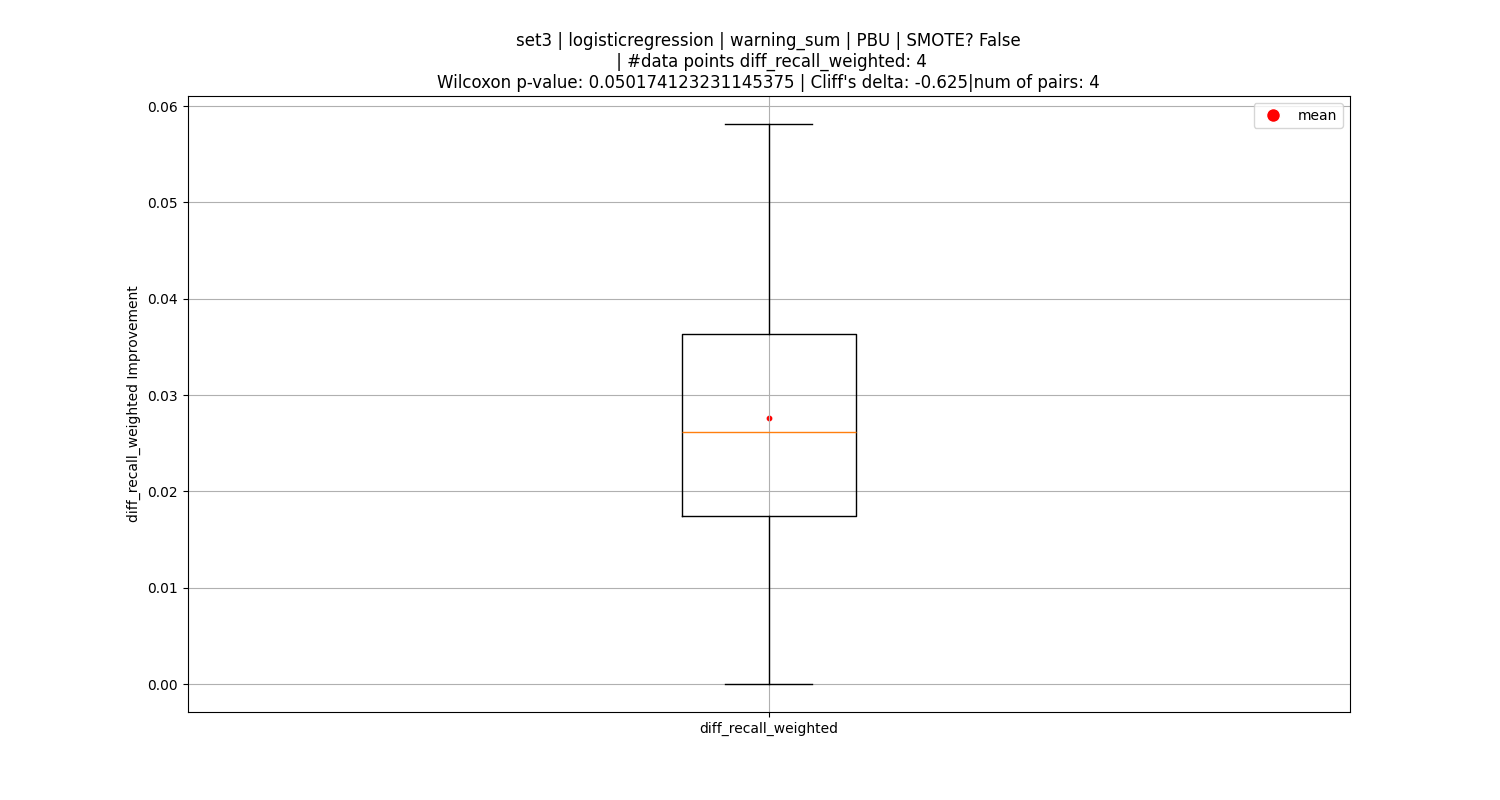 set3 | logisticregression | warning_sum | PBU | SMOTE? False
| #data points diff_recall_weighted: 4
Wilcoxon p-value: 0.050174123231145375 | Cliff's delta: -0.625|num of pairs: 4
mean
0.06
0.05
0.04
0.03
0.02
0.01
0.00
diff_recall_weighted Improvement
diff_recall_weighted